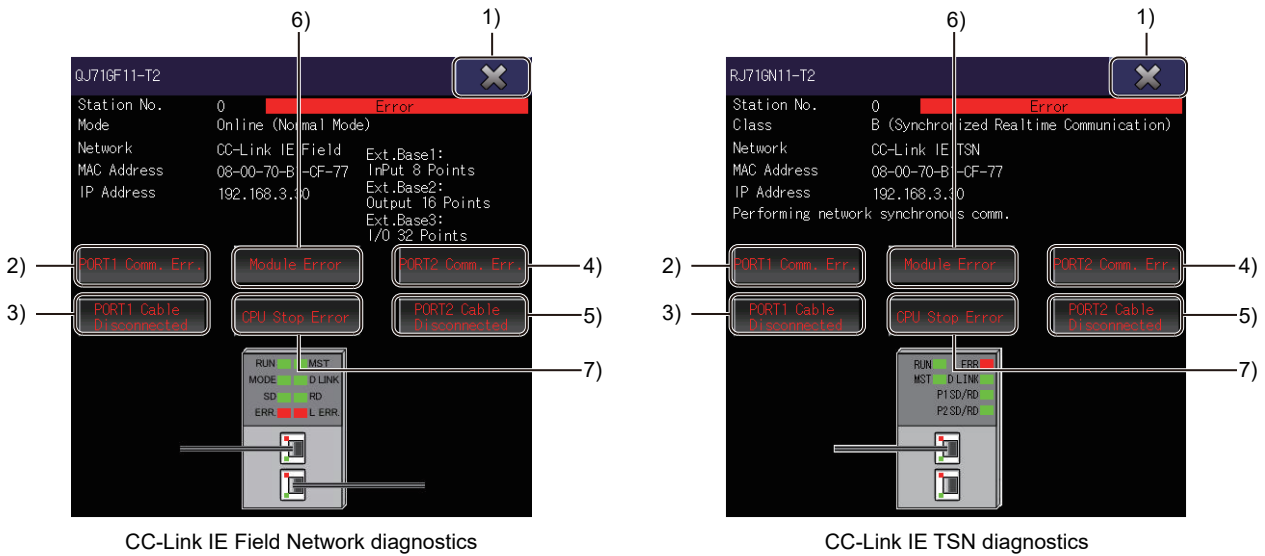 6)
1)
QJ71GF11-T2
Station No. 0 Error
Mode Online (Normal Mode)
Network CC-Link IE Field
MAC Address 08-00-70-B1-CF-77
IP Address 192.168.3.30
Ext.Base1:
InPut 8 Points
Ext.Base2:
Output 16 Points
Ext.Base3:
I/O 32 Points
2)
PORT1 Comm. Err.
Module Error
PORT2 Comm. Err.
4)
3)
PORT1 Cable
Disconnected
CPU Stop Error
PORT2 Cable
Disconnected
5)
7)
RUN MST
MODE D LINK
SD RD
ERR. L ERR.
CC-Link IE Field Network diagnostics
6)
1)
RJ71GN11-T2
Station No. 0 Error
Class B (Synchronized Realtime Communication)
Network CC-Link IE TSN
MAC Address 08-00-70-B1-CF-77
IP Address 192.168.3.30
Performing network synchronous comm.
2)
PORT1 Comm. Err.
Module Error
PORT2 Comm. Err.
4)
3)
PORT1 Cable
Disconnected
CPU Stop Error
PORT2 Cable
Disconnected
5)
7)
RUN ERR
MST D LINK
P1 SD/RD
P2 SD/RD
CC-Link IE TSN diagnostics